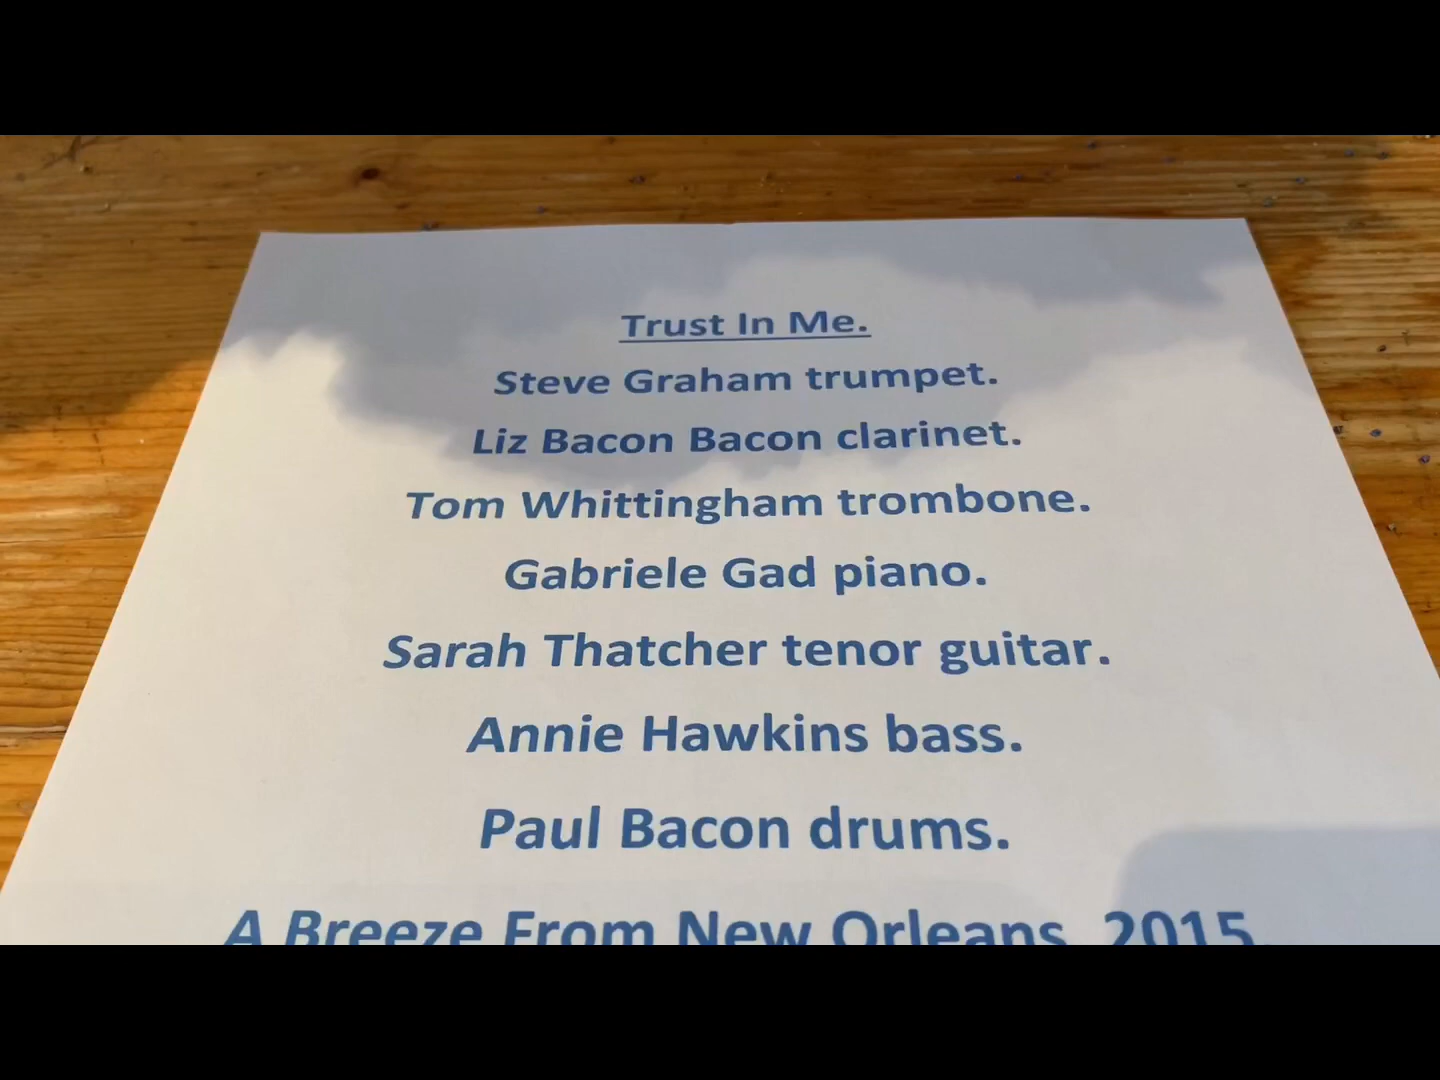 Trust In Me.
Steve Graham trumpet.
Liz Bacon Bacon clarinet.
Tom Whittingham trombone.
Gabriele Gad piano.
Sarah Thatcher tenor guitar.
Annie Hawkins bass.
Paul Bacon drums.
A Breeze From New Orleans, 2015.